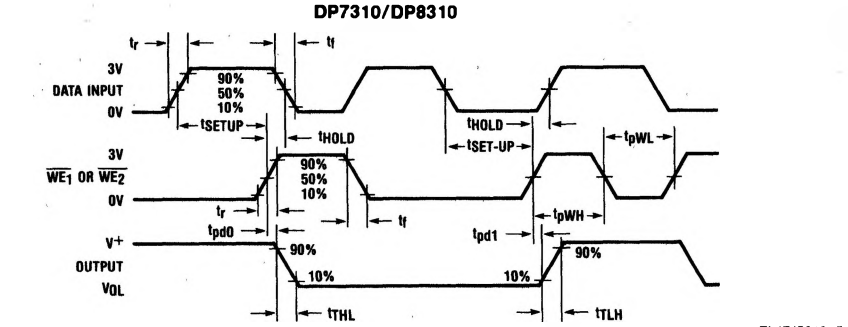 DP7310/DP8310
tr tf
3V
90%
DATA INPUT 50%
10%
0V
tSETUP tHOLD tHOLD tSET-UP tpWL
3V
90%
WE1 OR WE2 50%
10%
0V
tr tf tpWH
tpd0 tpd1
V+
90% 90%
OUTPUT
10% 10%
VOL
tTHL tTLH